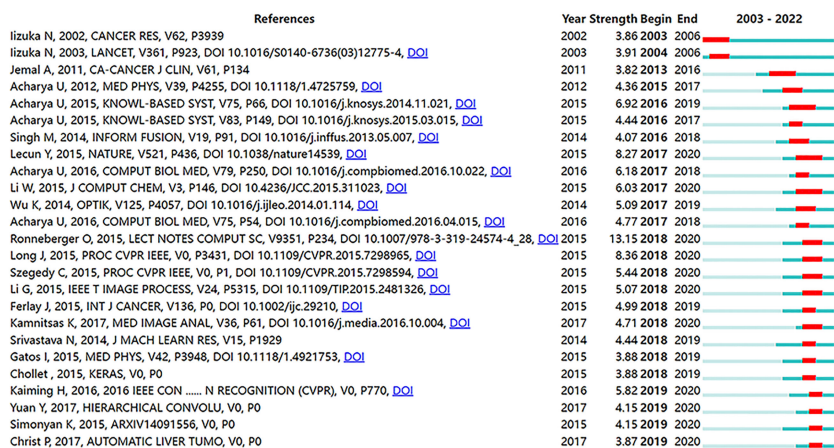 References Year Strength Begin End 2003 - 2022
Iizuka N, 2002, CANCER RES, V62, P3939 2002 3.86 2003 2006
Iizuka N, 2003, LANCET, V361, P923, DOI 10.1016/S0140-6736(03)12775-4, DOI 2003 3.91 2004 2006
Jemal A, 2011, CA-CANCER J CLIN, V61, P134 2011 3.82 2013 2016
Acharya U, 2012, MED PHYS, V39, P4255, DOI 10.1118/1.4725759, DOI 2012 4.36 2015 2017
Acharya U, 2015, KNOWL-BASED SYST, V75, P66, DOI 10.1016/j.knosys.2014.11.021, DOI 2015 6.92 2016 2019
Acharya U, 2015, KNOWL-BASED SYST, V83, P149, DOI 10.1016/j.knosys.2015.03.015, DOI 2015 4.44 2016 2017
Singh M, 2014, INFORM FUSION, V19, P91, DOI 10.1016/j.inffus.2013.05.007, DOI 2014 4.07 2016 2018
Lecun Y, 2015, NATURE, V521, P436, DOI 10.1038/nature14539, DOI 2015 8.27 2017 2020
Acharya U, 2016, COMPUT BIOL MED, V79, P250, DOI 10.1016/j.compbiomed.2016.10.022, DOI 2016 6.18 2017 2018
Li W, 2015, J COMPUT CHEM, V3, P146, DOI 10.4236/JCC.2015.311023, DOI 2015 6.03 2017 2020
Wu K, 2014, OPTIK, V125, P4057, DOI 10.1016/j.ijleo.2014.01.114, DOI 2014 5.09 2017 2019
Acharya U, 2016, COMPUT BIOL MED, V75, P54, DOI 10.1016/j.compbiomed.2016.04.015, DOI 2016 4.77 2017 2018
Ronneberger O, 2015, LECT NOTES COMPUT SC, V9351, P234, DOI 10.1007/978-3-319-24574-4_28, DOI 2015 13.15 2018 2020
Long J, 2015, PROC CVPR IEEE, V0, P3431, DOI 10.1109/CVPR.2015.7298965, DOI 2015 8.36 2018 2020
Szegedy C, 2015, PROC CVPR IEEE, V0, P1, DOI 10.1109/CVPR.2015.7298594, DOI 2015 5.44 2018 2020
Li G, 2015, IEEE T IMAGE PROCESS, V24, P5315, DOI 10.1109/TIP.2015.2481326, DOI 2015 5.07 2018 2020
Ferlay J, 2015, INT J CANCER, V136, P0, DOI 10.1002/ijc.29210, DOI 2015 4.99 2018 2019
Kamnitsas K, 2017, MED IMAGE ANAL, V36, P61, DOI 10.1016/j.media.2016.10.004, DOI 2017 4.71 2018 2020
Srivastava N, 2014, J MACH LEARN RES, V15, P1929 2014 4.44 2018 2019
Gatos I, 2015, MED PHYS, V42, P3948, DOI 10.1118/1.4921753, DOI 2015 3.88 2018 2020
Chollet , 2015, KERAS, V0, P0 2015 3.88 2018 2019
Kaiming H, 2016, 2016 IEEE CON ...... N RECOGNITION (CVPR), V0, P770, DOI 2016 5.82 2019 2020
Yuan Y, 2017, HIERARCHICAL CONVOLU, V0, P0 2017 4.15 2019 2020
Simonyan K, 2015, ARXIV14091556, V0, P0 2015 4.15 2019 2020
Christ P, 2017, AUTOMATIC LIVER TUMO, V0, P0 2017 3.87 2019 2020